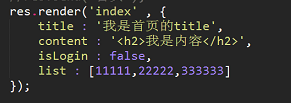 res.render('index' , {
title : '我是首页的title',
content : '<h2>我是内容</h2>',
isLogin : false,
list : [11111,22222,333333]
});